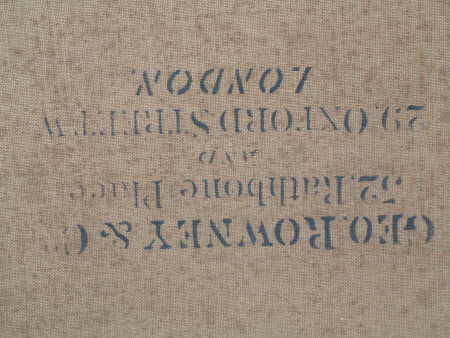 GEO. ROWNEY & Co
52, Rathbone Place
AND
29, OXFORD STREET, W.
LONDON.